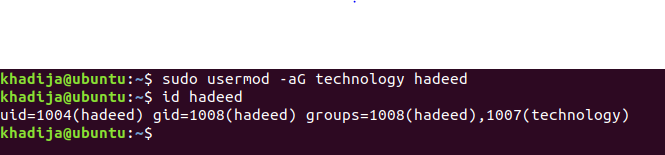 khadija@ubuntu:~$ sudo usermod -aG technology hadeed
khadija@ubuntu:~$ id hadeed
uid=1004(hadeed) gid=1008(hadeed) groups=1008(hadeed),1007(technology)
khadija@ubuntu:~$